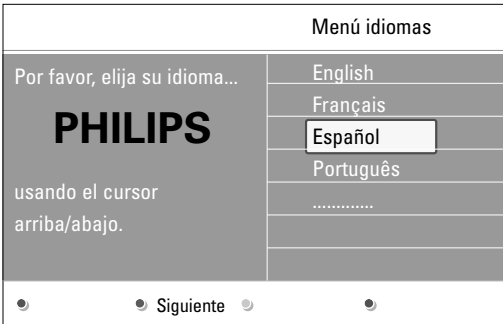 Menú idiomas
Por favor, elija su idioma...
PHILIPS
usando el cursor
arriba/abajo.
English
Français
Español
Português
.............
Siguiente